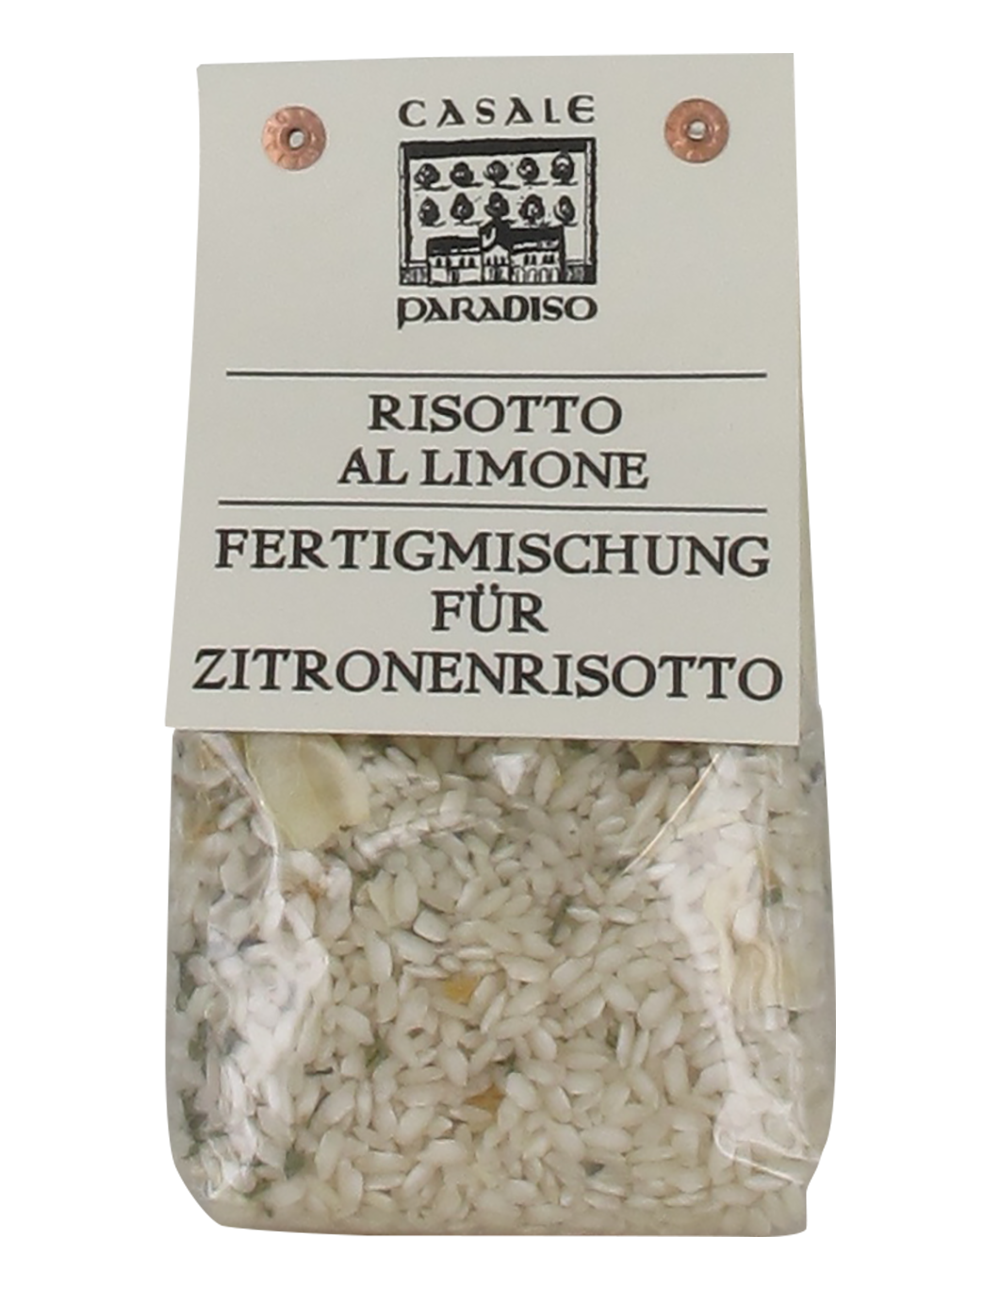 CASALE
PARADISO
RISOTTO
AL LIMONE
FERTIGMISCHUNG
FÜR
ZITRONENRISOTTO